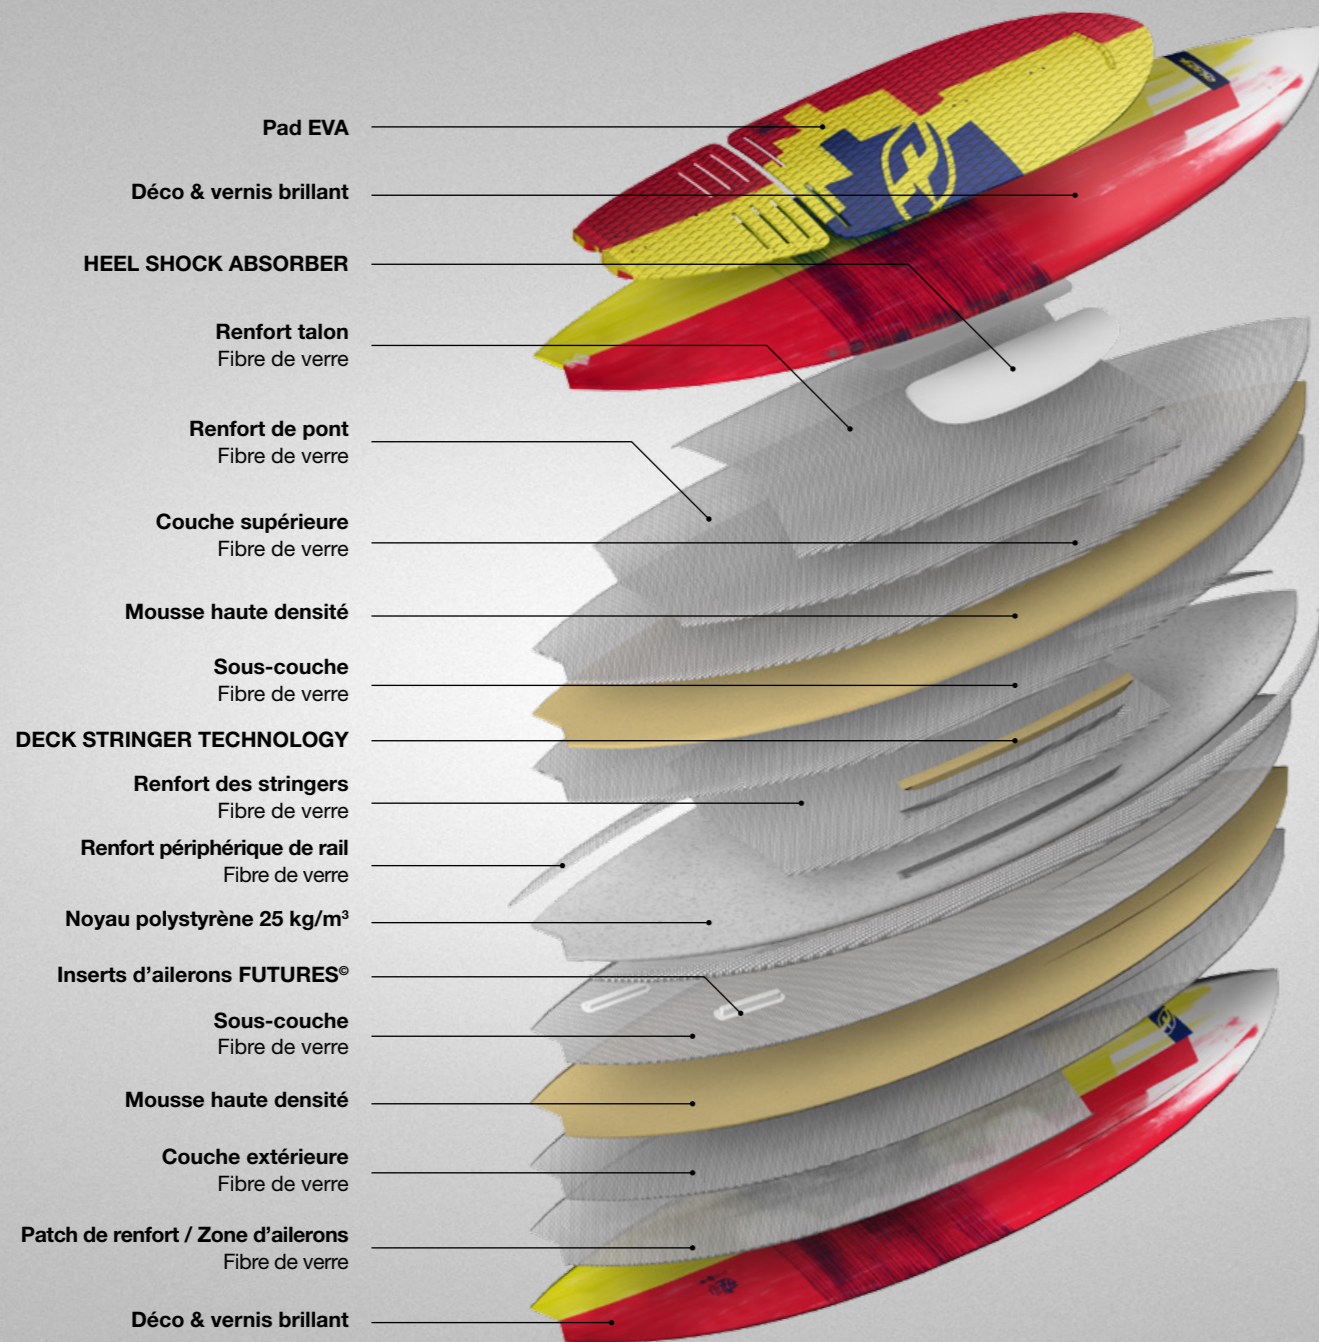 Pad EVA
Déco & vernis brillant
HEEL SHOCK ABSORBER
Renfort talon
Fibre de verre
Renfort de pont
Fibre de verre
Couche supérieure
Fibre de verre
Mousse haute densité
Sous-couche
Fibre de verre
DECK STRINGER TECHNOLOGY
Renfort des stringers
Fibre de verre
Renfort périphérique de rail
Fibre de verre
Noyau polystyrène 25 kg/m³
Inserts d’ailerons FUTURES©
Sous-couche
Fibre de verre
Mousse haute densité
Couche extérieure
Fibre de verre
Patch de renfort / Zone d’ailerons
Fibre de verre
Déco & vernis brillant